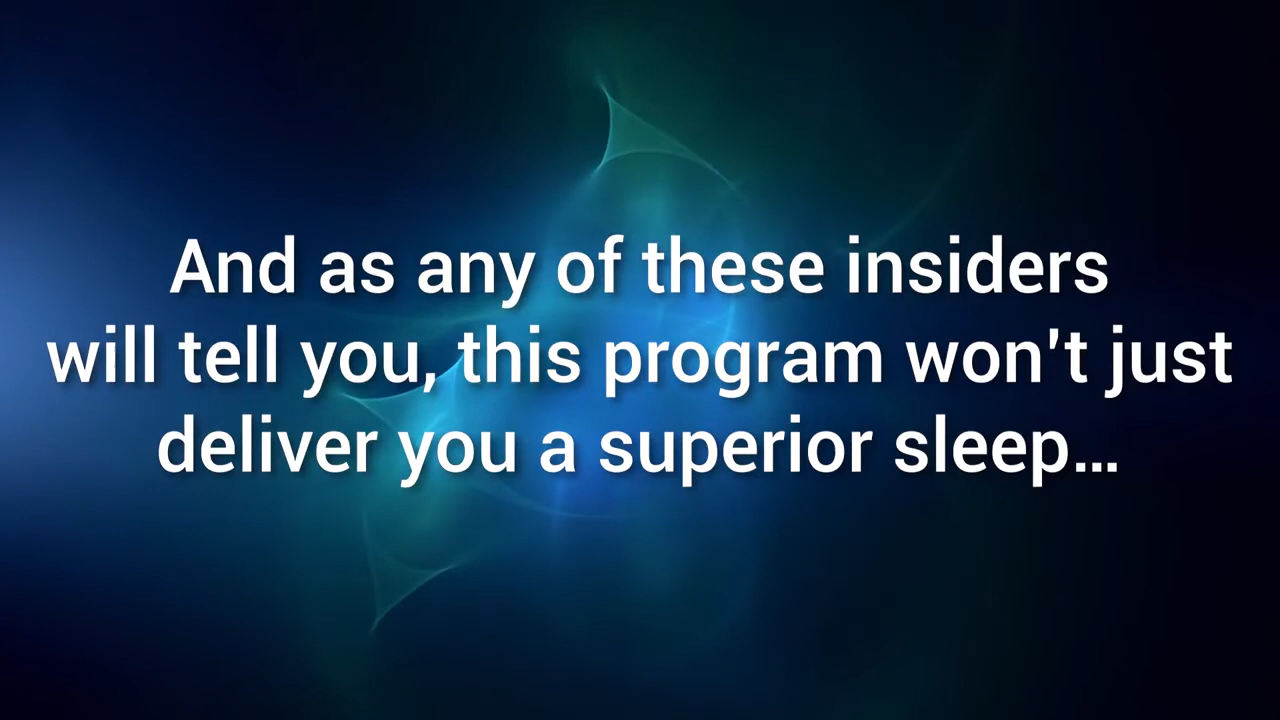 And as any of these insiders
will tell you, this program won't just
deliver you a superior sleep...